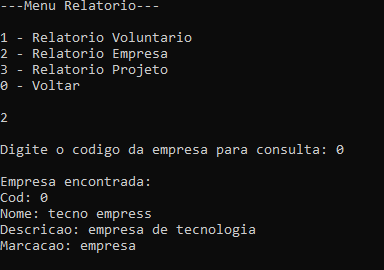 ---Menu Relatorio---
1 - Relatorio Voluntario
2 - Relatorio Empresa
3 - Relatorio Projeto
0 - Voltar
2
Digite o codigo da empresa para consulta: 0
Empresa encontrada:
Cod: 0
Nome: tecno empress
Descricao: empresa de tecnologia
Marcacao: empresa